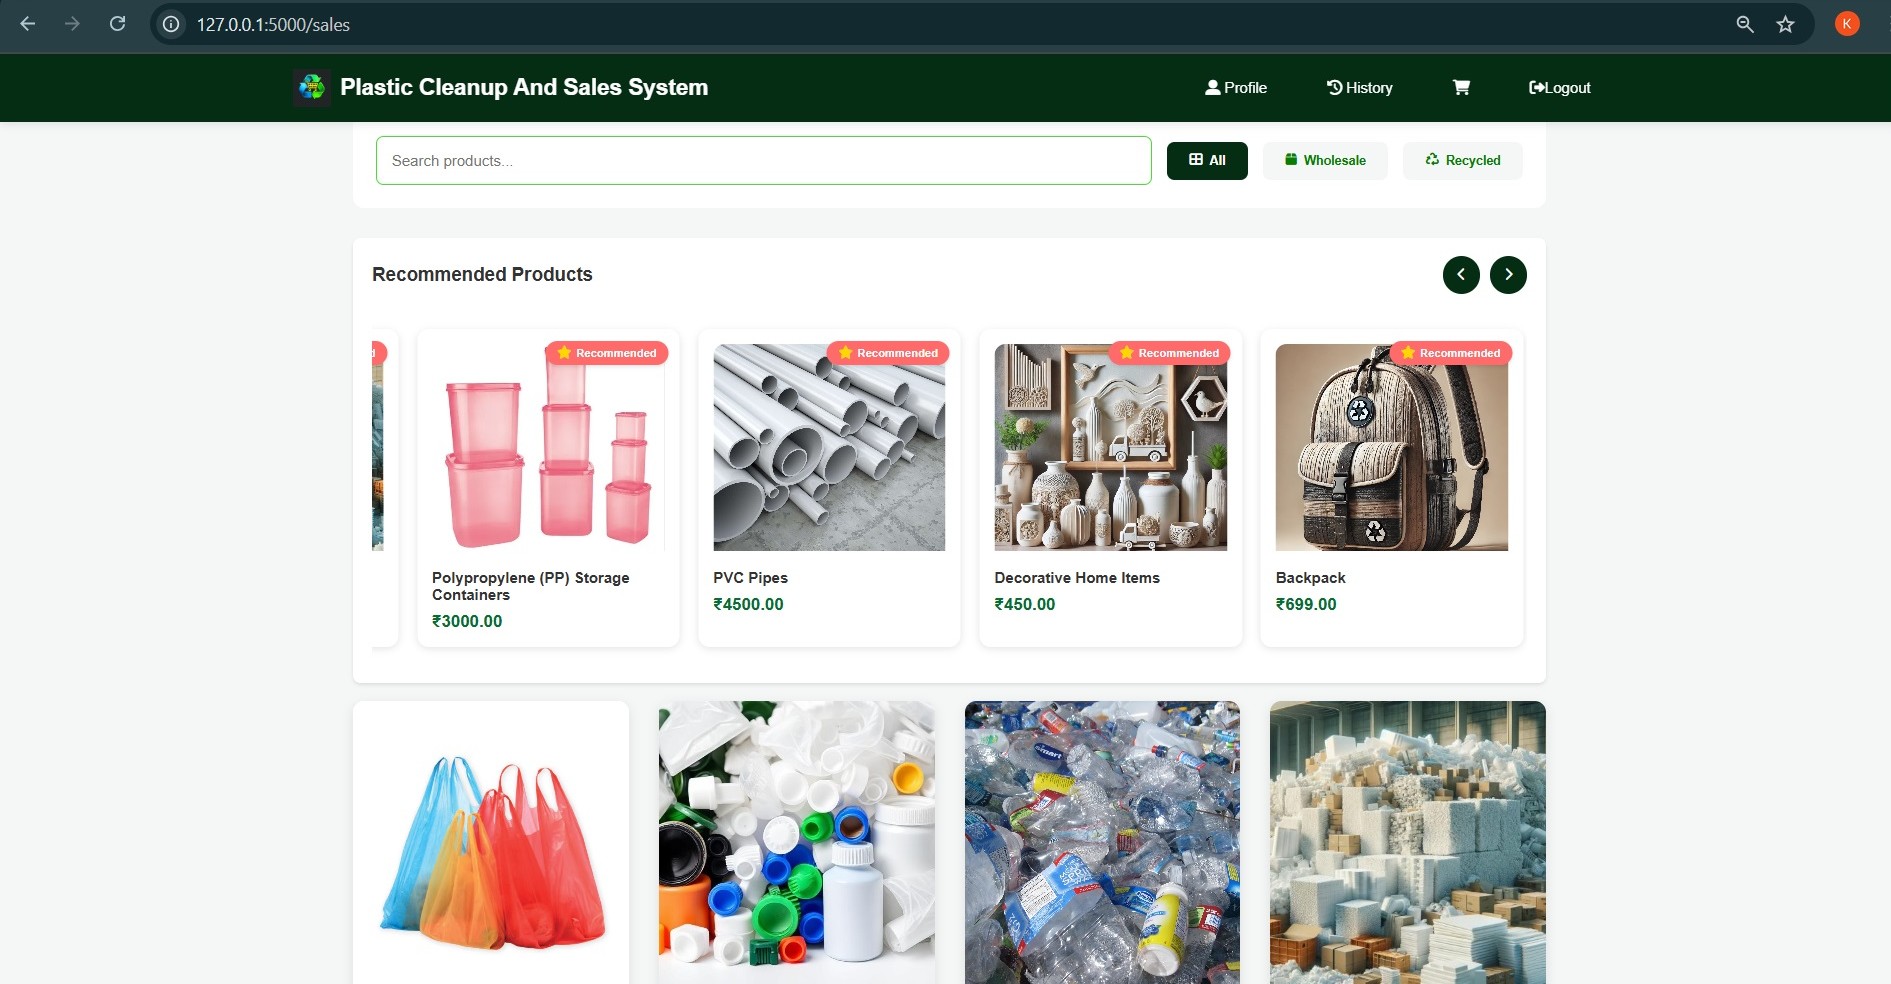 127.0.0.1:5000/sales
K
Plastic Cleanup And Sales System
Profile
History
Logout
Search products...
All
Wholesale
Recycled
Recommended Products
Recommended
Recommended
Recommended
Recommended
Polypropylene (PP) Storage
Containers
₹3000.00
PVC Pipes
₹4500.00
Decorative Home Items
₹450.00
Backpack
₹699.00